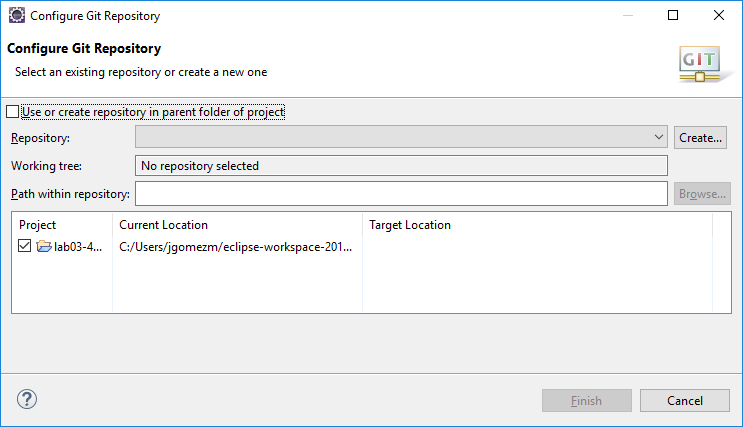 Configure Git Repository
Configure Git Repository
Select an existing repository or create a new one
GIT
Use or create repository in parent folder of project
Repository: Create...
Working tree: No repository selected
Path within repository: Browse...
Project Current Location Target Location
lab03-4... C:/Users/jgomezm/eclipse-workspace-201...
? Finish Cancel